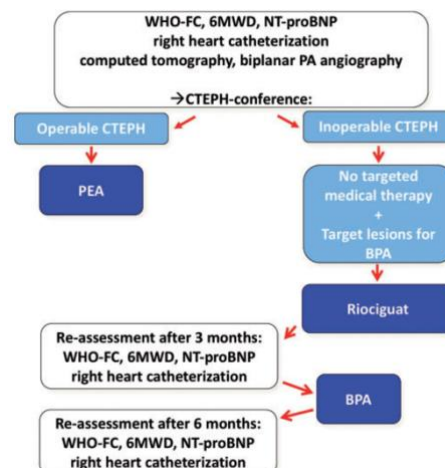 WHO-FC, 6MWD, NT-proBNP
right heart catheterization
computed tomography, biplanar PA angiography
→CTEPH-conference:
Operable CTEPH
Inoperable CTEPH
PEA
No targeted
medical therapy
+
Target lesions for
BPA
Riociguat
Re-assessment after 3 months:
WHO-FC, 6MWD, NT-proBNP
right heart catheterization
BPA
Re-assessment after 6 months:
WHO-FC, 6MWD, NT-proBNP
right heart catheterization